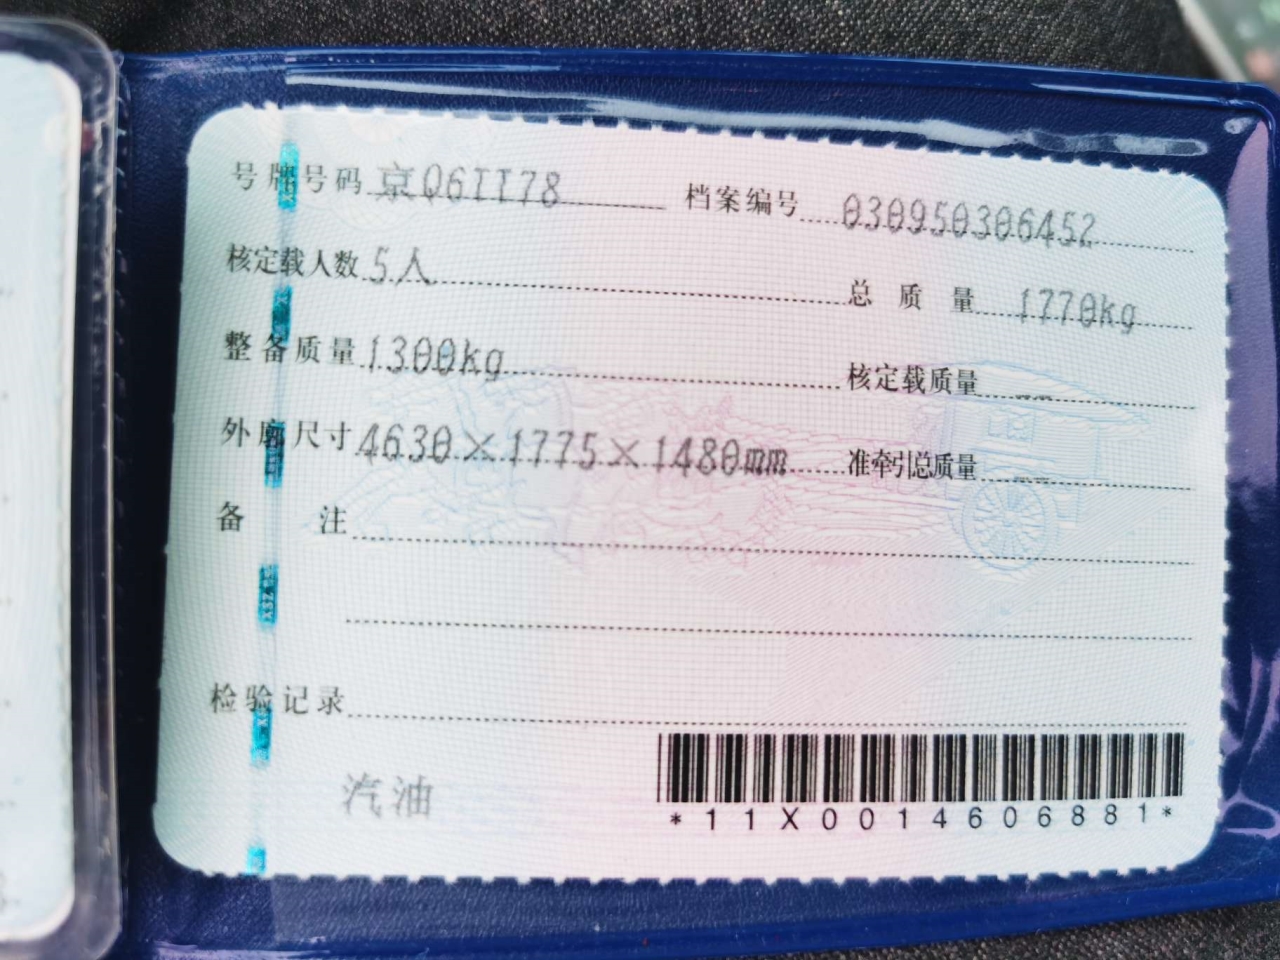 号牌号码 京Q6II78 档案编号 030950306452
核定载人数 5人 总质量 1770kg
整备质量 1300kg 核定载质量 --
外廓尺寸 4630×1775×1480mm 准牵引总质量 --
备注
检验记录
汽油
*11X0014606881*